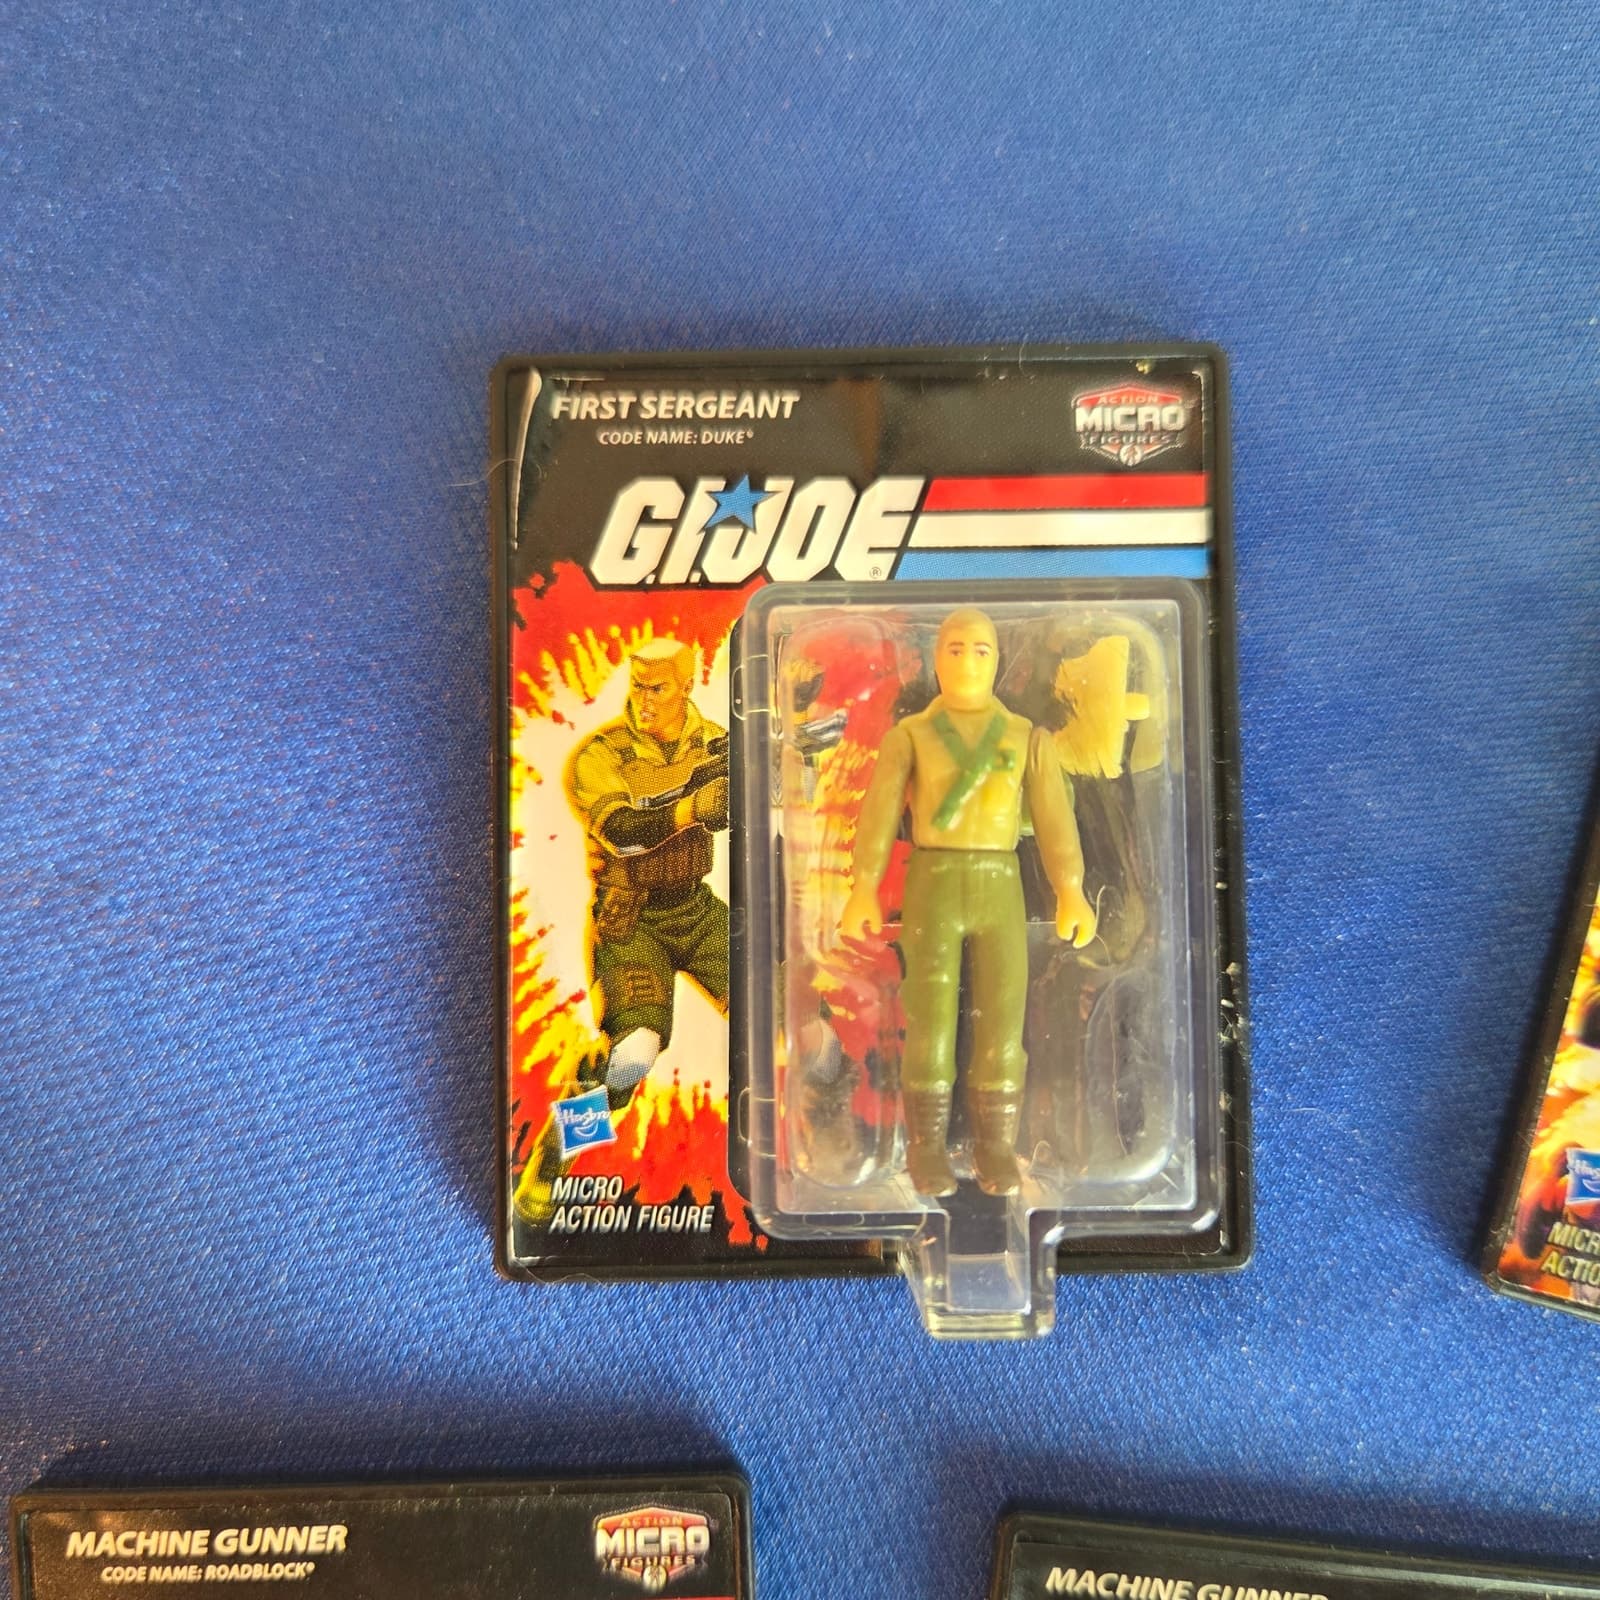 FIRST SERGEANT
CODE NAME: DUKE®
ACTION
MICRO
FIGURES
G.I. JOE®
Hasbro
MICRO
ACTION FIGURE
MACHINE GUNNER
CODE NAME: ROADBLOCK®
ACTION
MICRO
FIGURES
MACHINE GUNNER